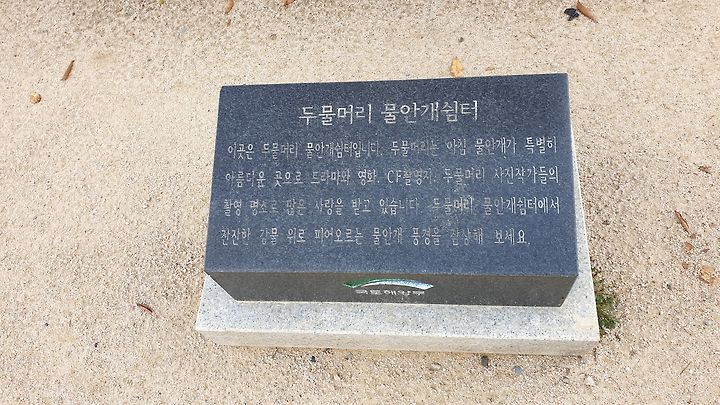 두물머리 물안개쉼터
이곳은 두물머리 물안개쉼터입니다. 두물머리는 아침 물안개가 특별히
아름다운 곳으로 드라마와 영화, CF촬영지, 두물머리 사진작가들의
촬영 명소로 많은 사랑을 받고 있습니다. 두물머리 물안개쉼터에서
잔잔한 강물 위로 피어오르는 물안개 풍경을 감상해 보세요.
국토해양부